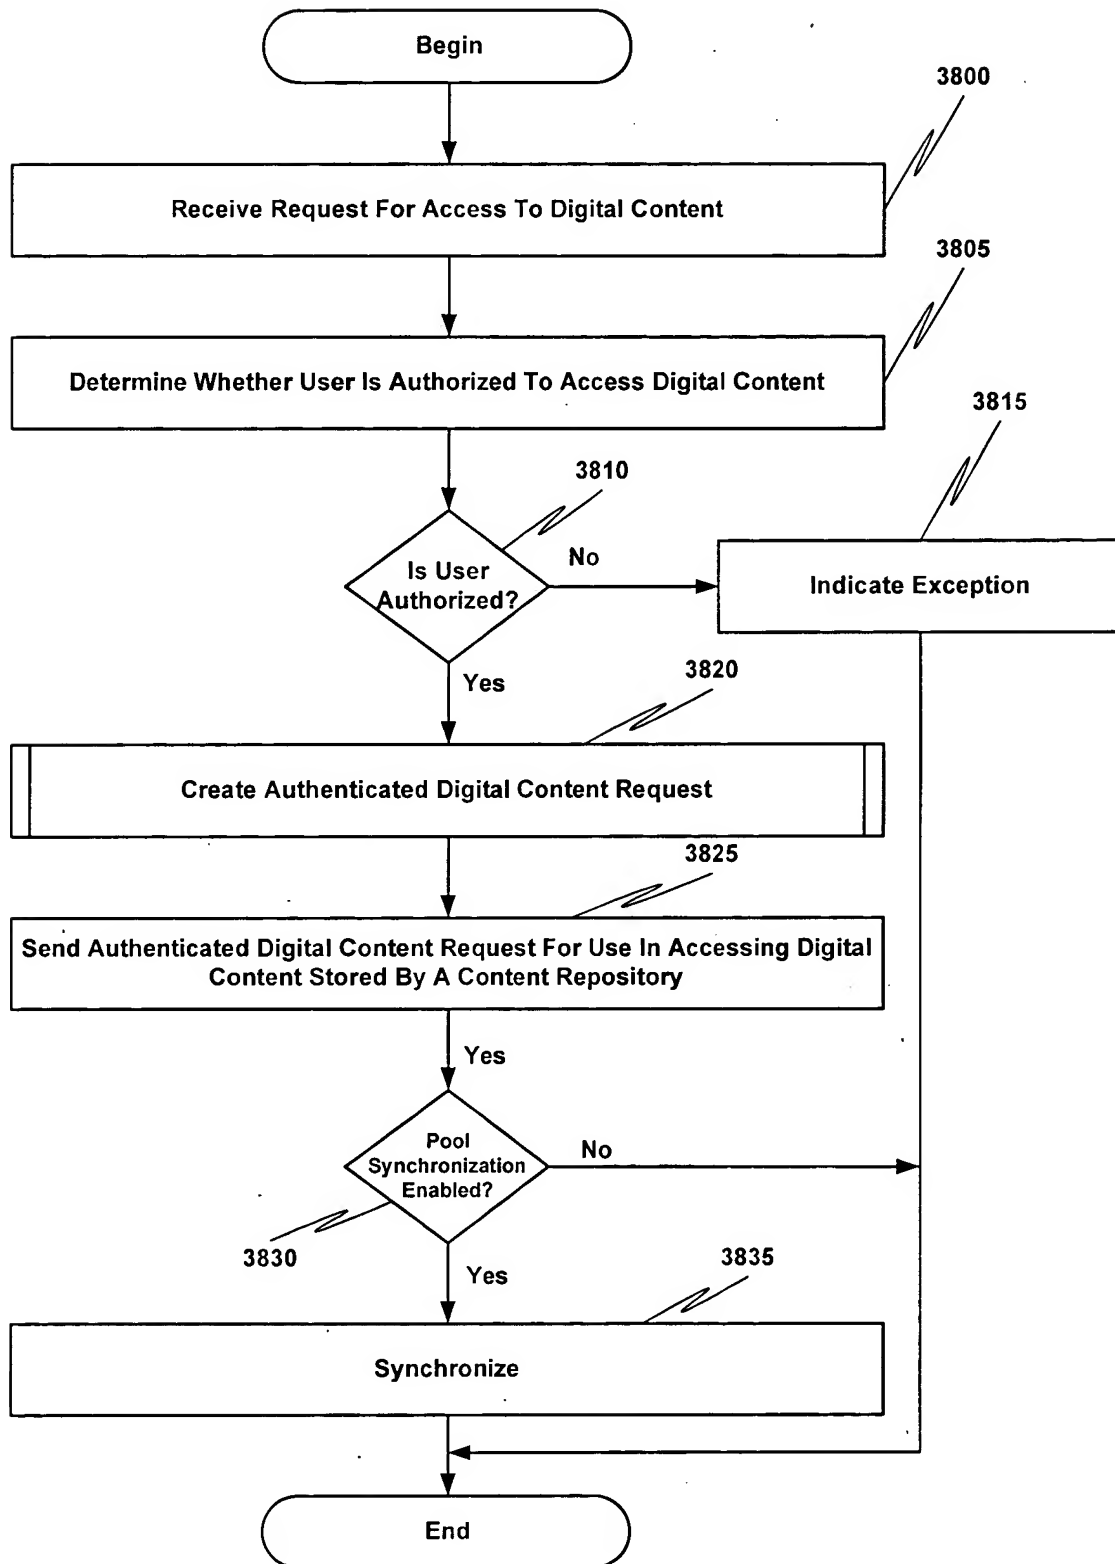 Begin
3800
Receive Request For Access To Digital Content
3805
Determine Whether User Is Authorized To Access Digital Content
3815
3810
Is User
Authorized?
No
Indicate Exception
Yes
3820
Create Authenticated Digital Content Request
3825
Send Authenticated Digital Content Request For Use In Accessing Digital
Content Stored By A Content Repository
Yes
Pool
Synchronization
Enabled?
No
3830
Yes
3835
Synchronize
End